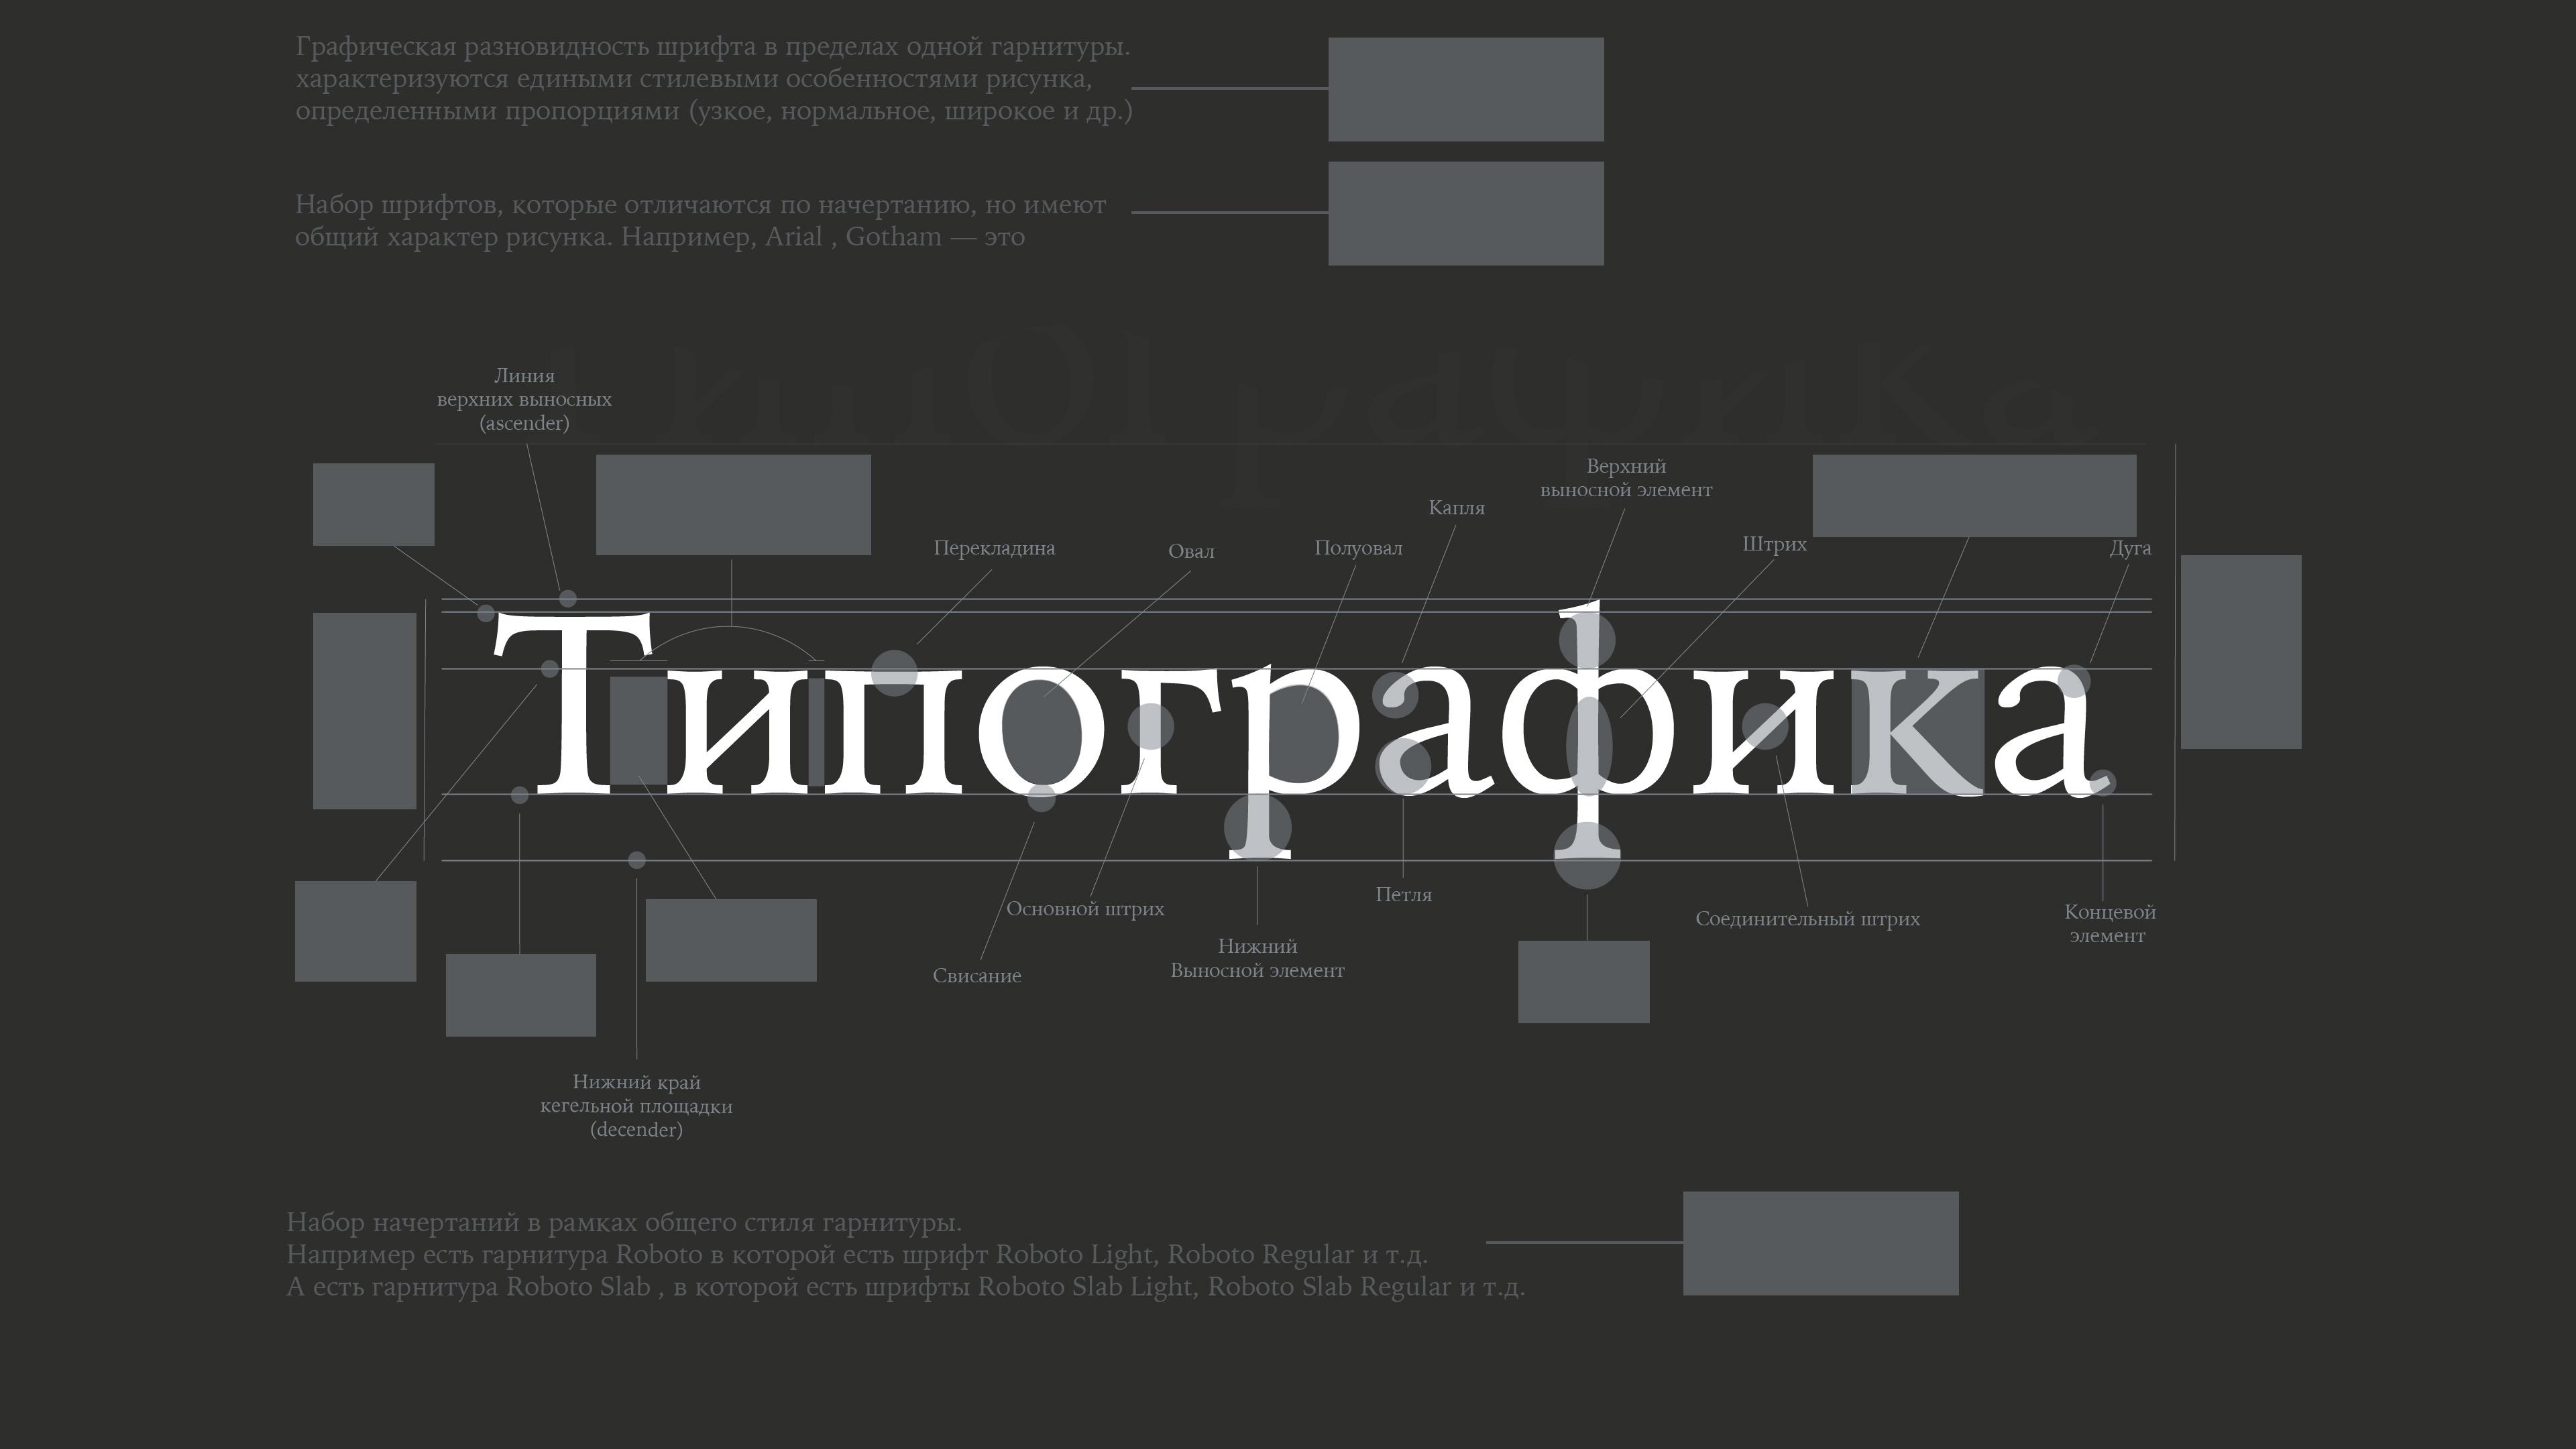 Графическая разновидность шрифта в пределах одной гарнитуры.
характеризуются едиными стилевыми особенностями рисунка,
определенными пропорциями (узкое, нормальное, широкое и др.)
Набор шрифтов, которые отличаются по начертанию, но имеют
общий характер рисунка. Например, Arial , Gotham — это
Линия
верхних выносных
(ascender)
Верхний
выносной элемент
Капля
Перекладина
Овал
Полуовал
Штрих
Дуга
Типографика
Типографика
Основной штрих
Свисание
Нижний
Выносной элемент
Петля
Соединительный штрих
Концевой
элемент
Нижний край
кегельной площадки
(decender)
Набор начертаний в рамках общего стиля гарнитуры.
Например есть гарнитура Roboto в которой есть шрифт Roboto Light, Roboto Regular и т.д.
А есть гарнитура Roboto Slab , в которой есть шрифты Roboto Slab Light, Roboto Slab Regular и т.д.